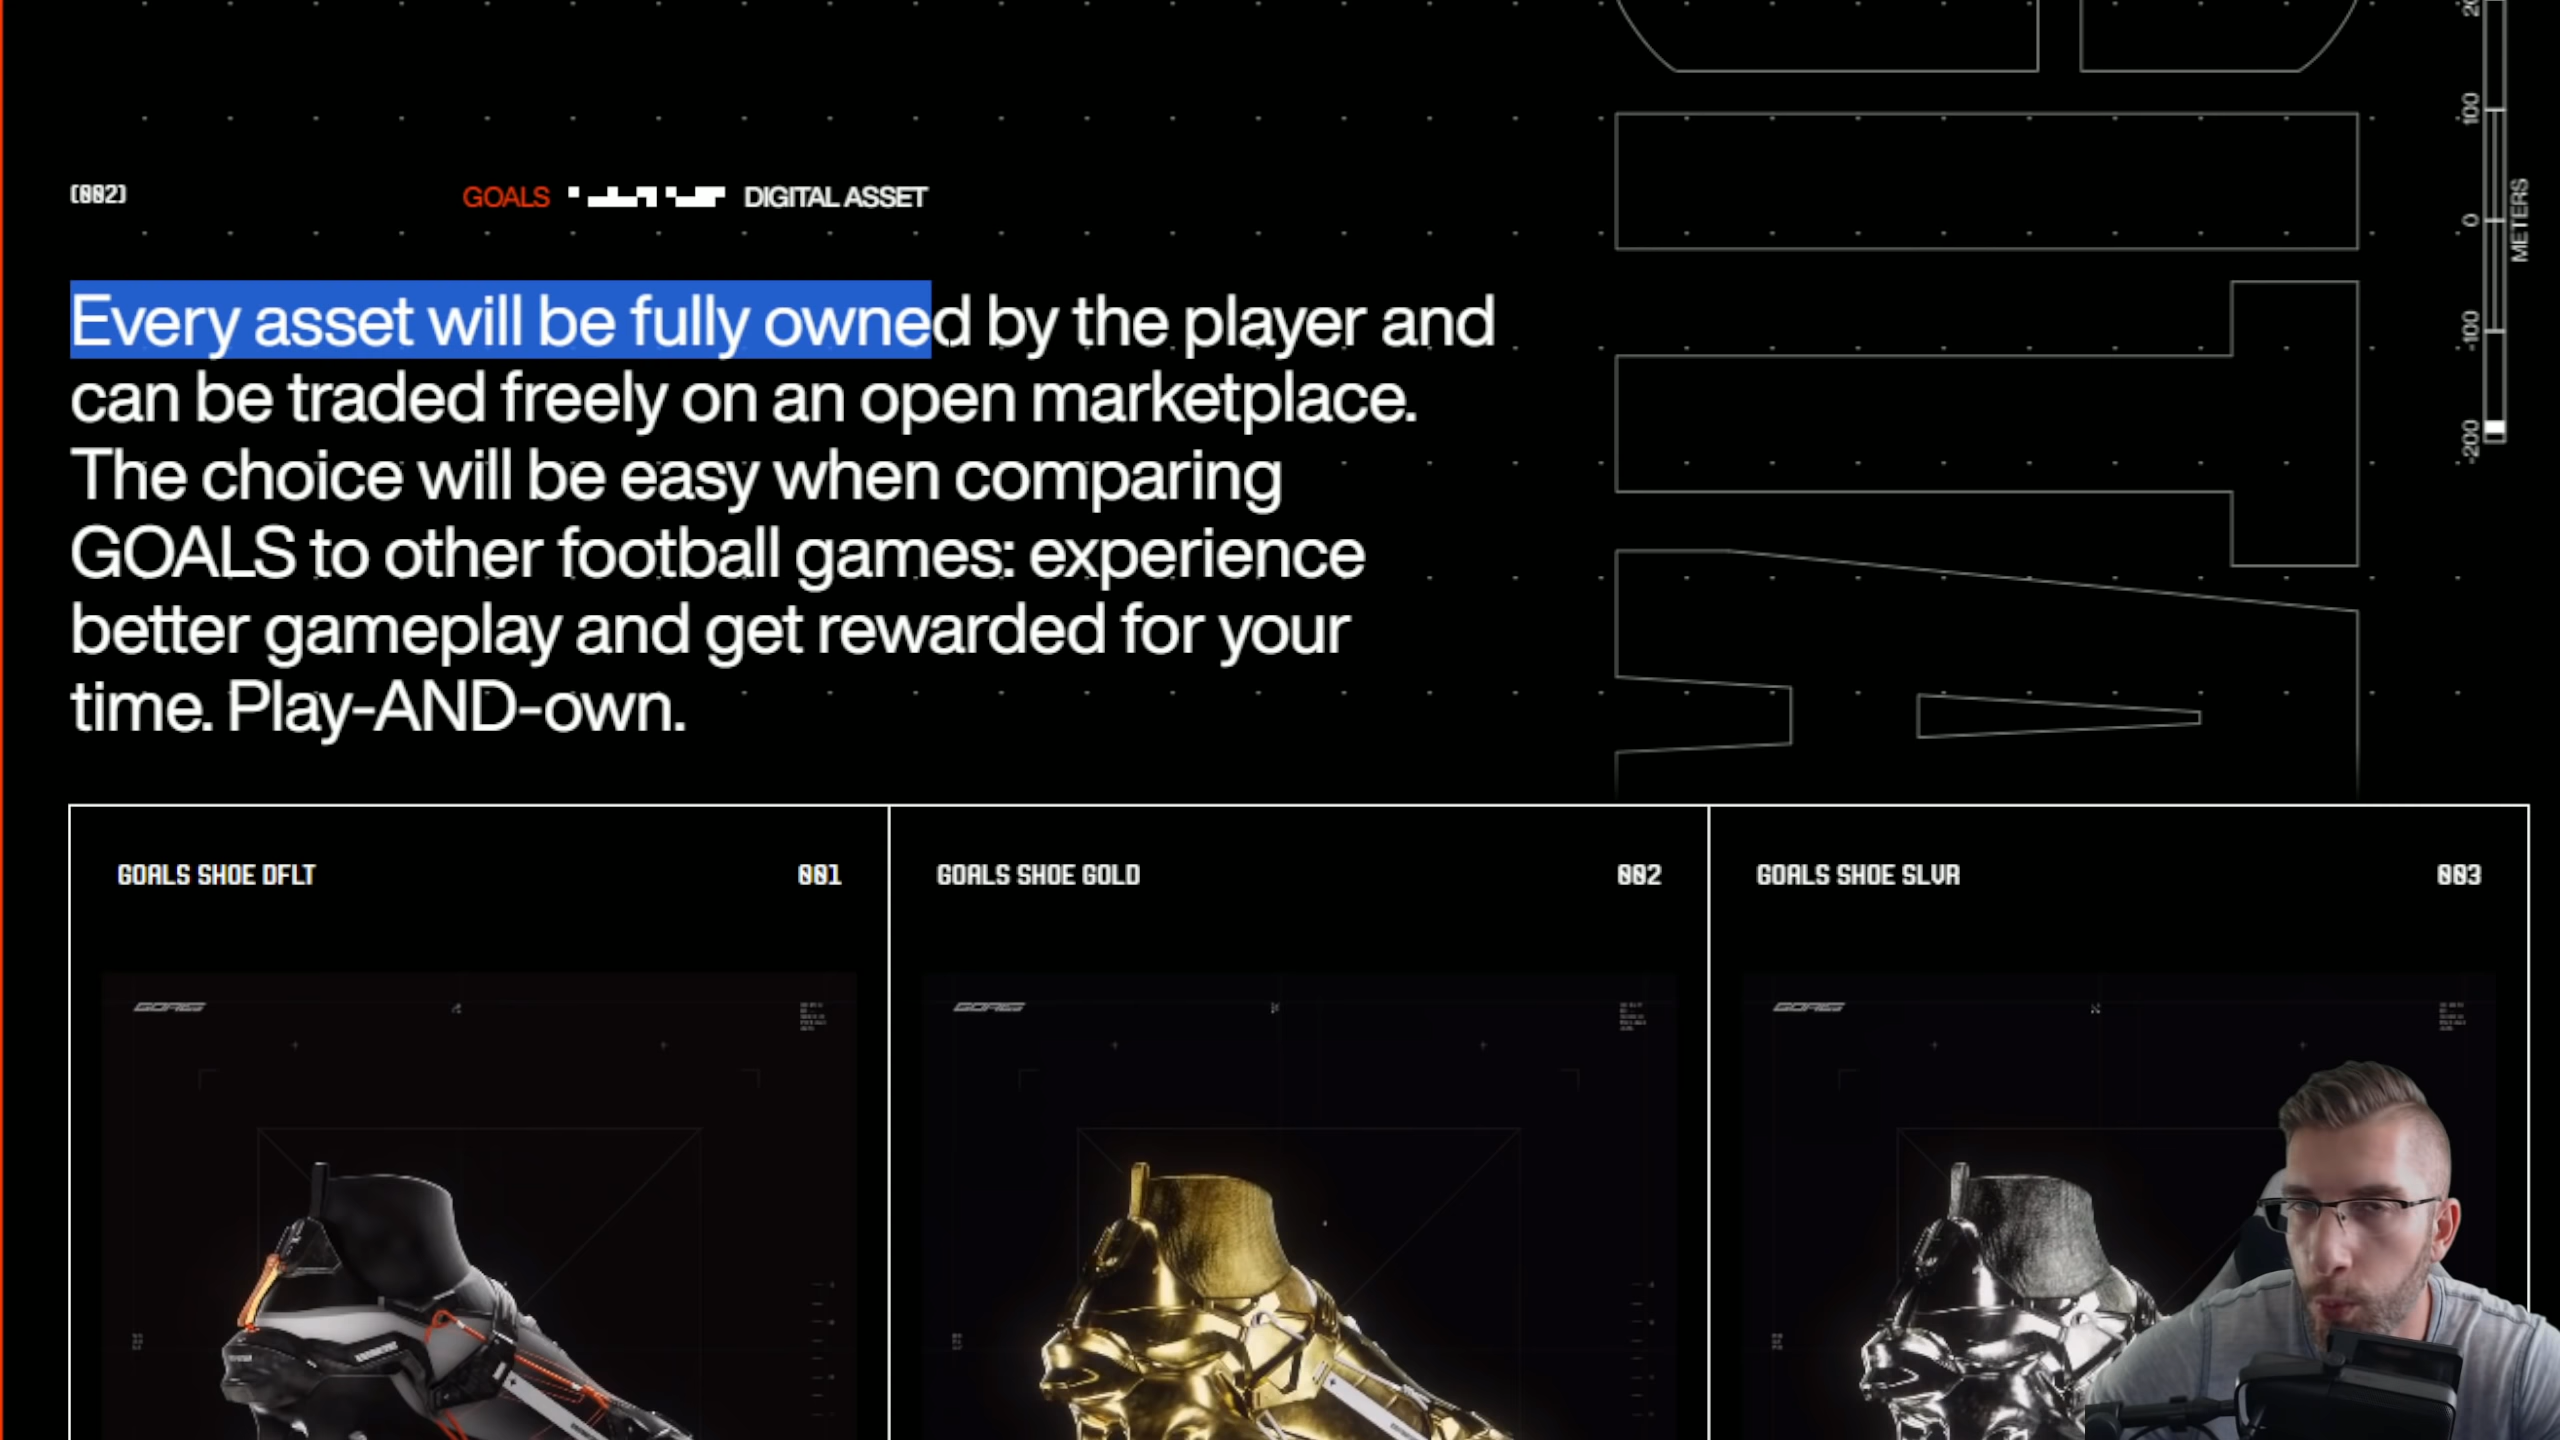 (002)
GOALS DIGITAL ASSET
Every asset will be fully owned by the player and
can be traded freely on an open marketplace.
The choice will be easy when comparing
GOALS to other football games: experience
better gameplay and get rewarded for your
time. Play-AND-own.
100
0
-100
-200
METERS
GOALS SHOE DFLT 001
GOALS SHOE GOLD 002
GOALS SHOE SLVR 003
GOALS
GOALS
GOALS